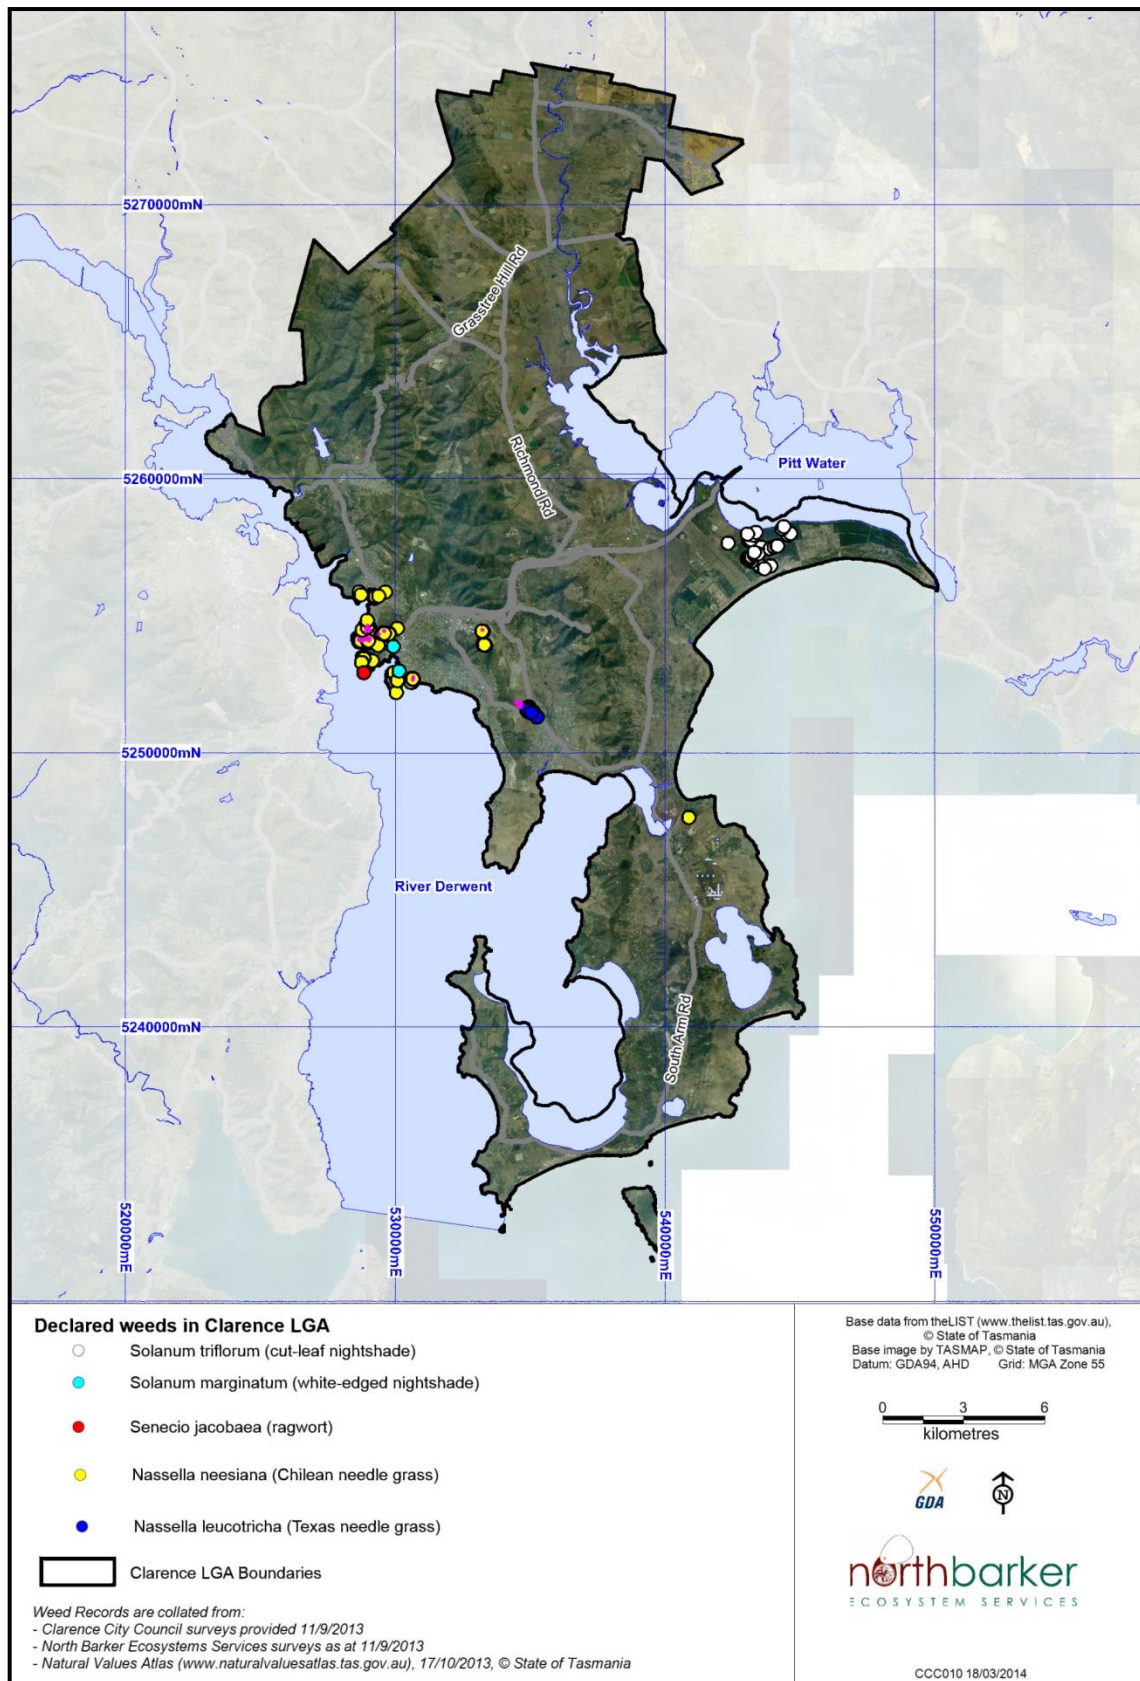 5270000mN
Grasstree Hill Rd
Richmond Rd
Pitt Water
5260000mN
5250000mN
River Derwent
5240000mN
South Arm Rd
520000mE
530000mE
540000mE
550000mE
Declared weeds in Clarence LGA
Solanum triflorum (cut-leaf nightshade)
Solanum marginatum (white-edged nightshade)
Senecio jacobaea (ragwort)
Nassella neesiana (Chilean needle grass)
Nassella leucotricha (Texas needle grass)
Clarence LGA Boundaries
Weed Records are collated from:
- Clarence City Council surveys provided 11/9/2013
- North Barker Ecosystems Services surveys as at 11/9/2013
- Natural Values Atlas (www.naturalvaluesatlas.tas.gov.au), 17/10/2013, © State of Tasmania
Base data from theLIST (www.thelist.tas.gov.au),
© State of Tasmania
Base image by TASMAP, © State of Tasmania
Datum: GDA94, AHD Grid: MGA Zone 55
0 3 6
kilometres
GDA
N
northbarker
ECOSYSTEM SERVICES
CCC010 18/03/2014